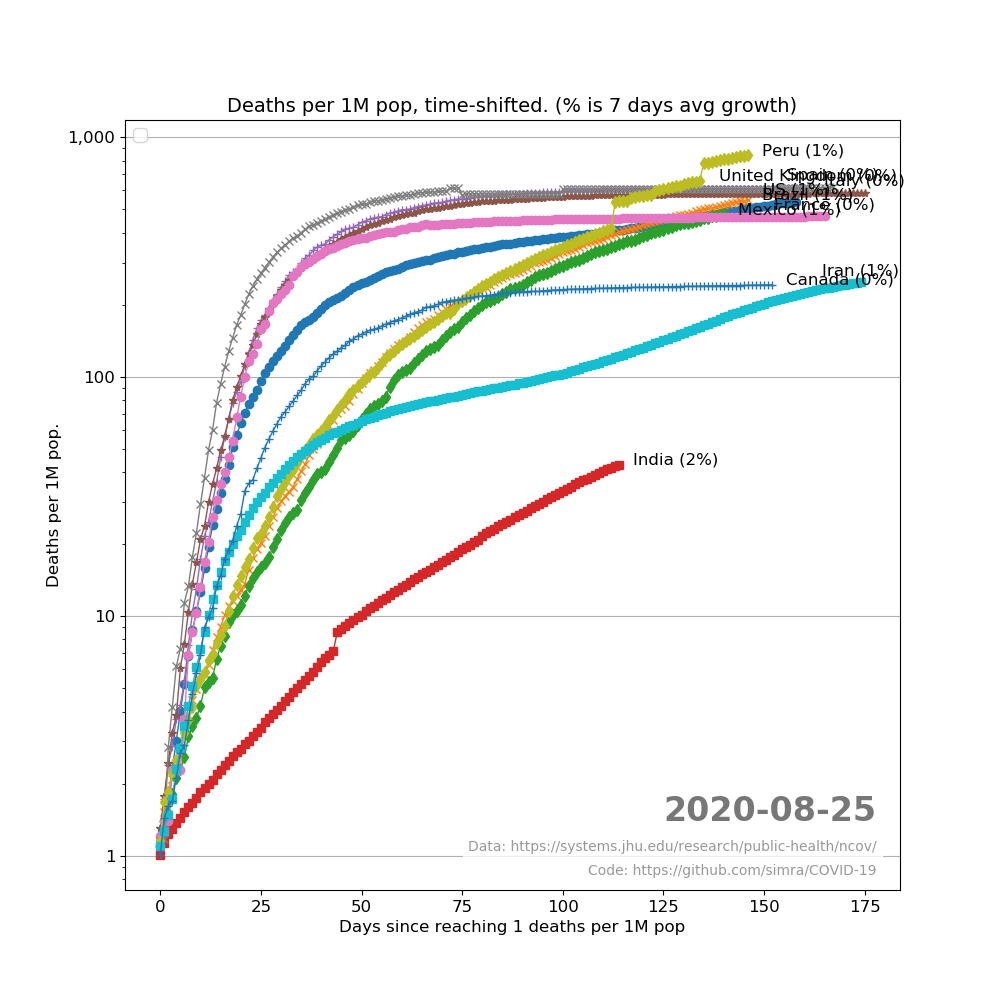 Deaths per 1M pop, time-shifted. (% is 7 days avg growth)
1,000
100
10
1
Deaths per 1M pop.
Peru (1%)
United Kingdom (0%)
Spain (0%)
Italy (0%)
US (1%)
Brazil (1%)
France (0%)
Mexico (1%)
Iran (1%)
Canada (0%)
India (2%)
2020-08-25
Data: https://systems.jhu.edu/research/public-health/ncov/
Code: https://github.com/simra/COVID-19
0 25 50 75 100 125 150 175
Days since reaching 1 deaths per 1M pop